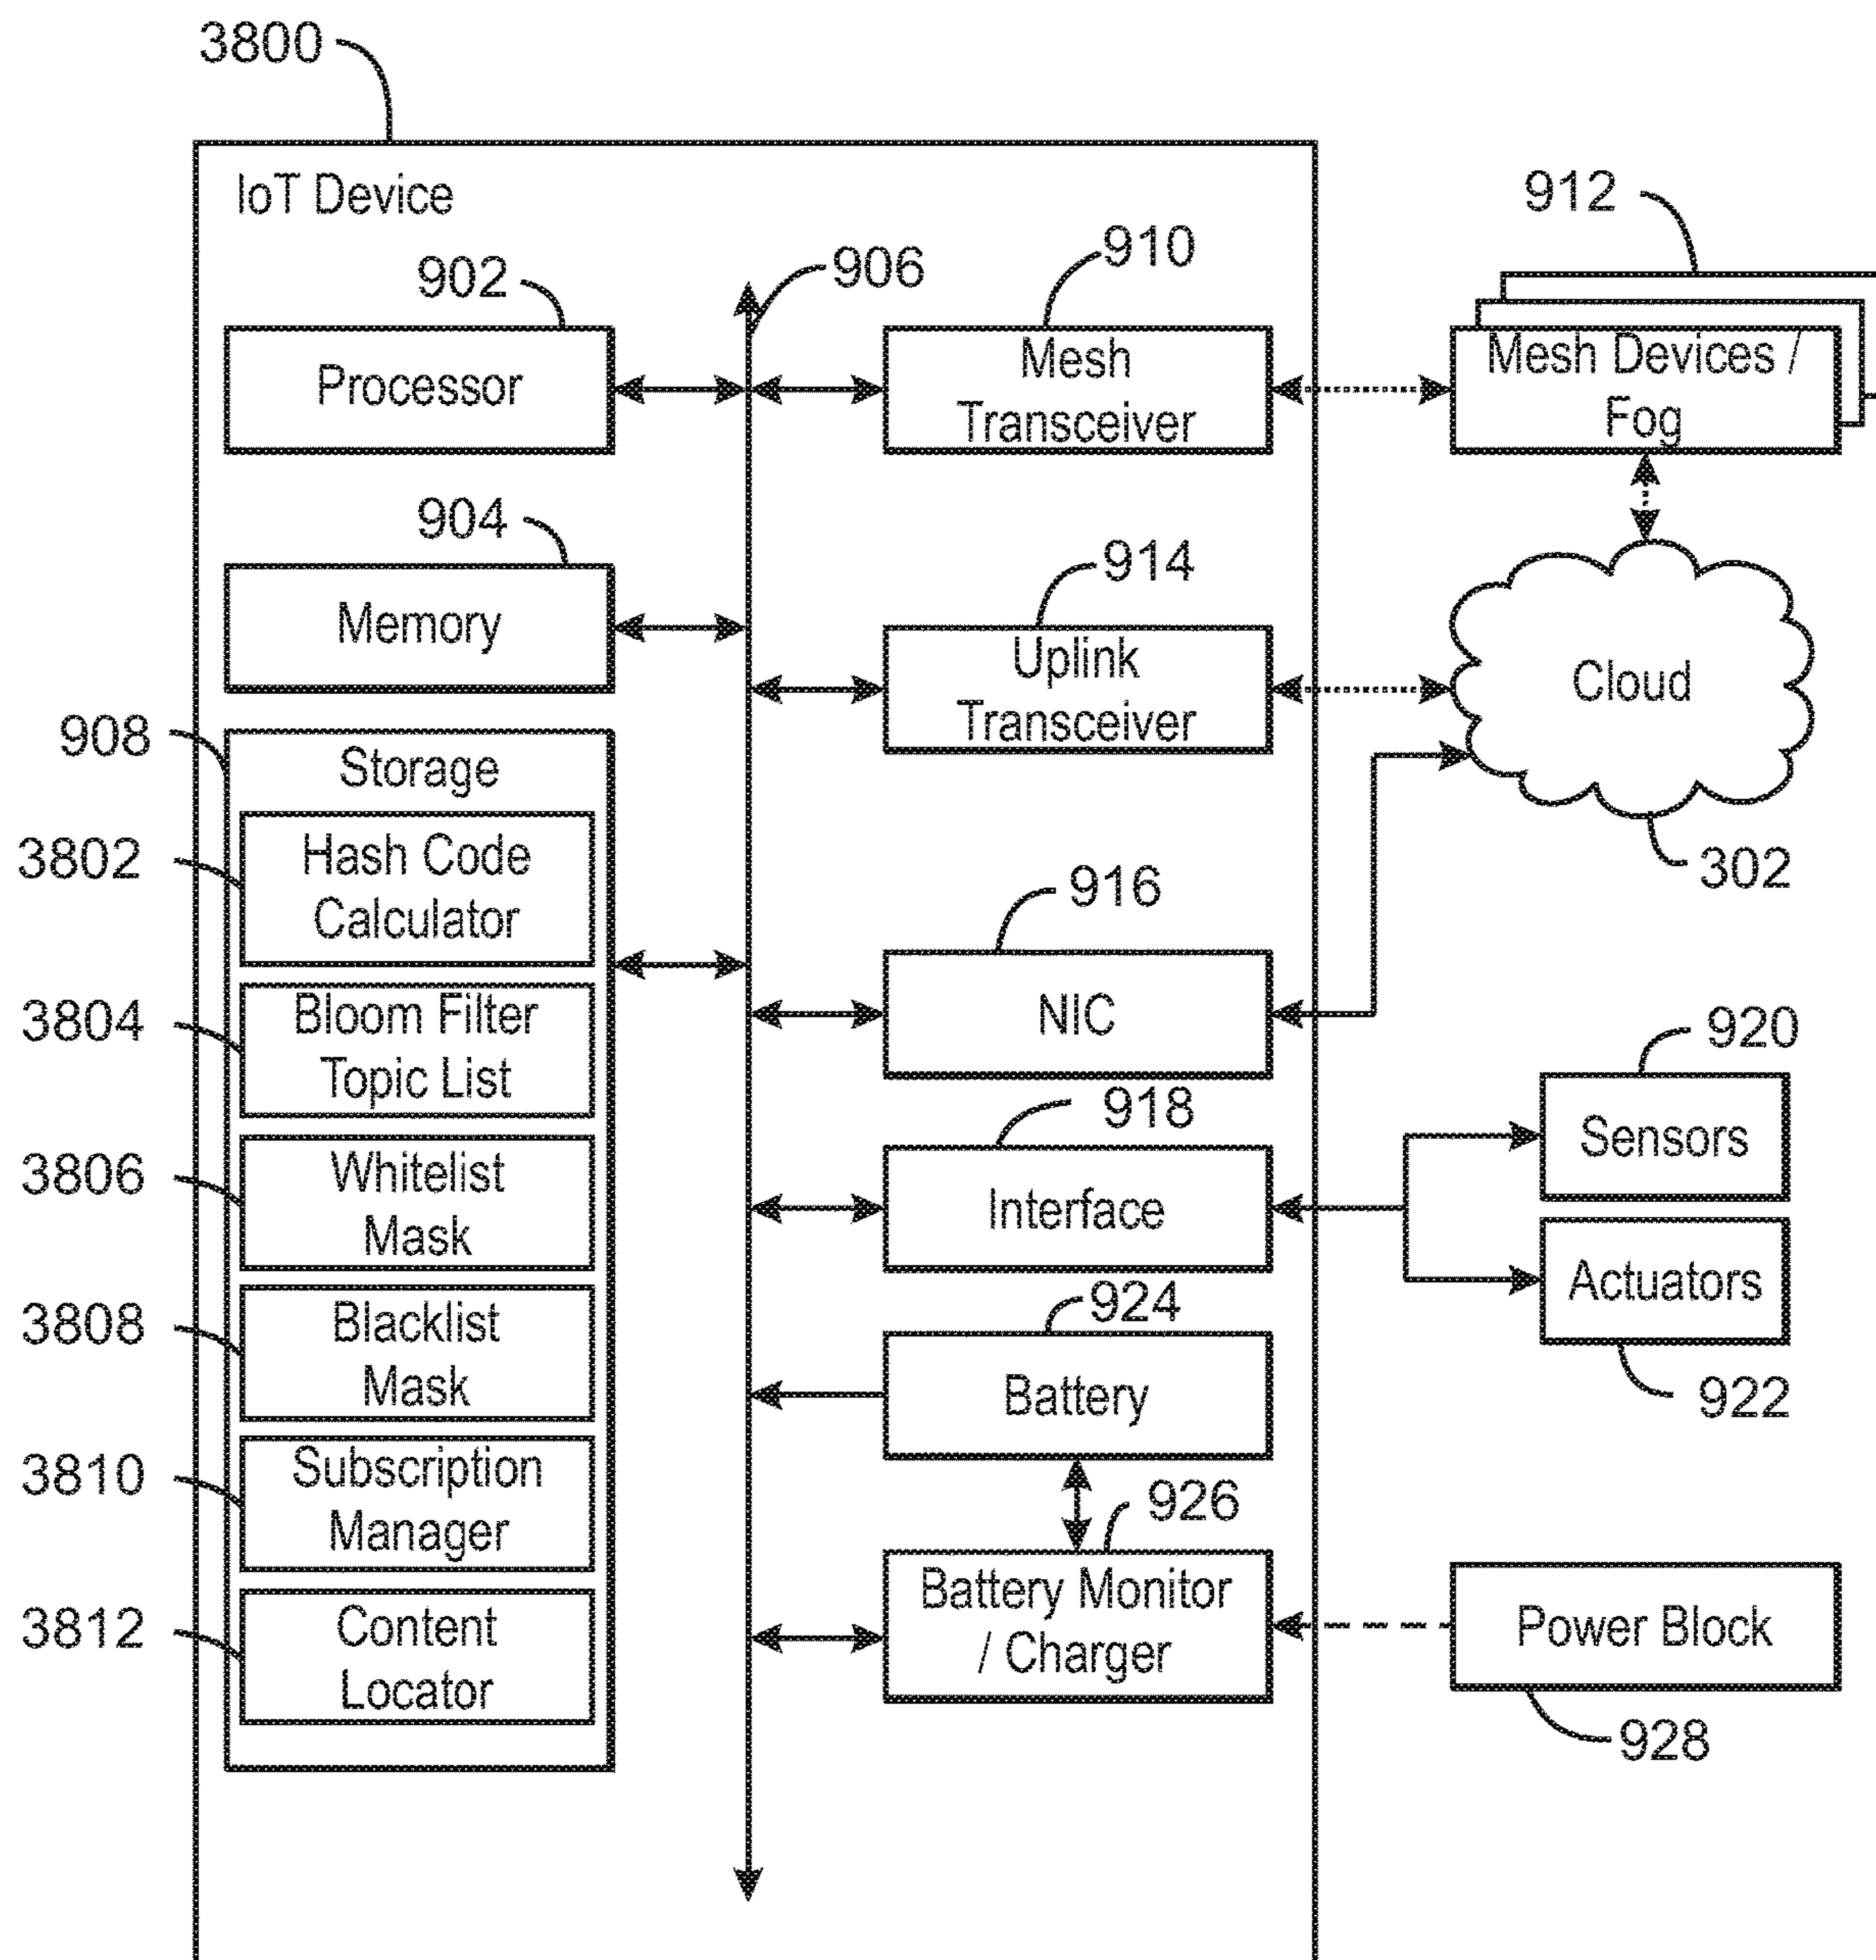 3800
IoT Device
912
910
906
902
Processor
Mesh
Transceiver
Mesh Devices /
Fog
904
Memory
914
Uplink
Transceiver
Cloud
302
908
Storage
3802
Hash Code
Calculator
916
NIC
3804
Bloom Filter
Topic List
920
Sensors
918
Interface
3806
Whitelist
Mask
Actuators
922
3808
Blacklist
Mask
924
Battery
3810
Subscription
Manager
926
Battery Monitor
/ Charger
Power Block
928
3812
Content
Locator